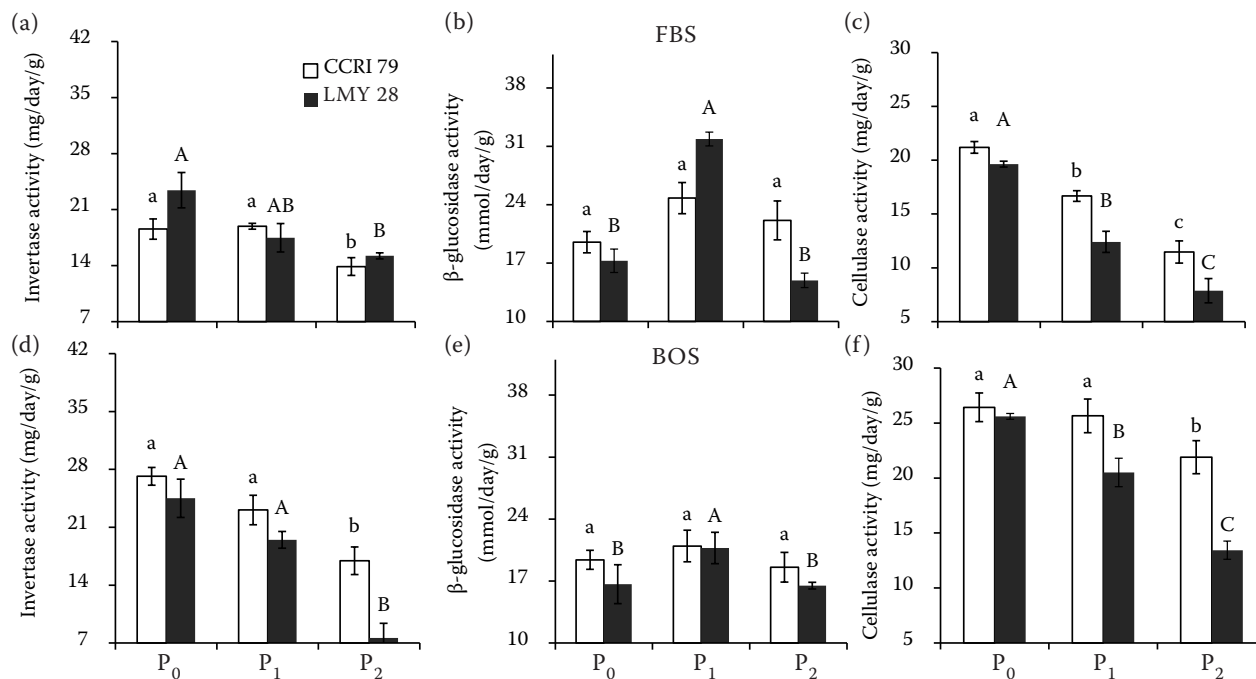 (a)
Invertase activity (mg/day/g)
42
35
28
21
14
7
CCRI 79
LMY 28
a A
a AB
b B
(b)
FBS
β-glucosidase activity
(mmol/day/g)
38
31
24
17
10
a B
a A
a B
(c)
Cellulase activity (mg/day/g)
30
25
20
15
10
5
a A
b B
c C
(d)
Invertase activity (mg/day/g)
42
35
28
21
14
7
a A
a A
b B
P0 P1 P2
(e)
BOS
β-glucosidase activity
(mmol/day/g)
38
31
24
17
10
a B
a A
a B
P0 P1 P2
(f)
Cellulase activity (mg/day/g)
30
25
20
15
10
5
a A
a B
b C
P0 P1 P2